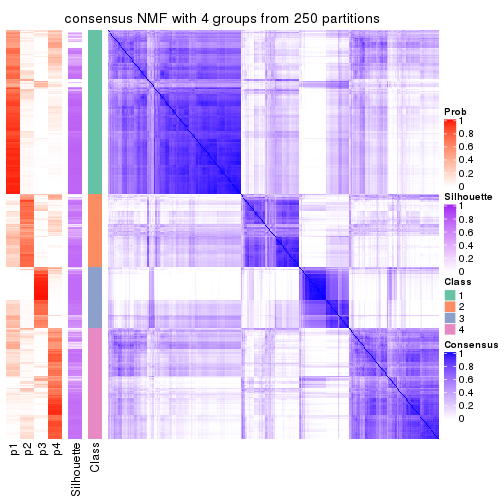 consensus NMF with 4 groups from 250 partitions
Prob
1
0.8
0.6
0.4
0.2
0
Silhouette
1
0.8
0.6
0.4
0.2
0
Class
1
2
3
4
Consensus
1
0.8
0.6
0.4
0.2
0
p1
p2
p3
p4
Silhouette
Class